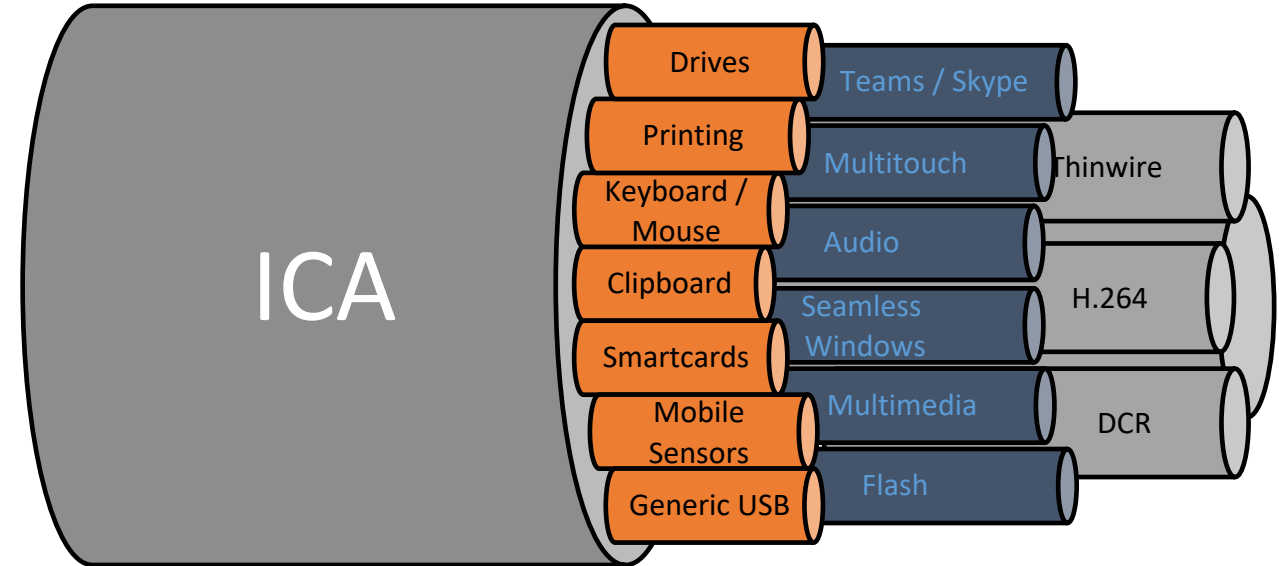 ICA
Drives
Printing
Keyboard /
Mouse
Clipboard
Smartcards
Mobile
Sensors
Generic USB
Teams / Skype
Multitouch
Audio
Seamless
Windows
Multimedia
Flash
Thinwire
H.264
DCR